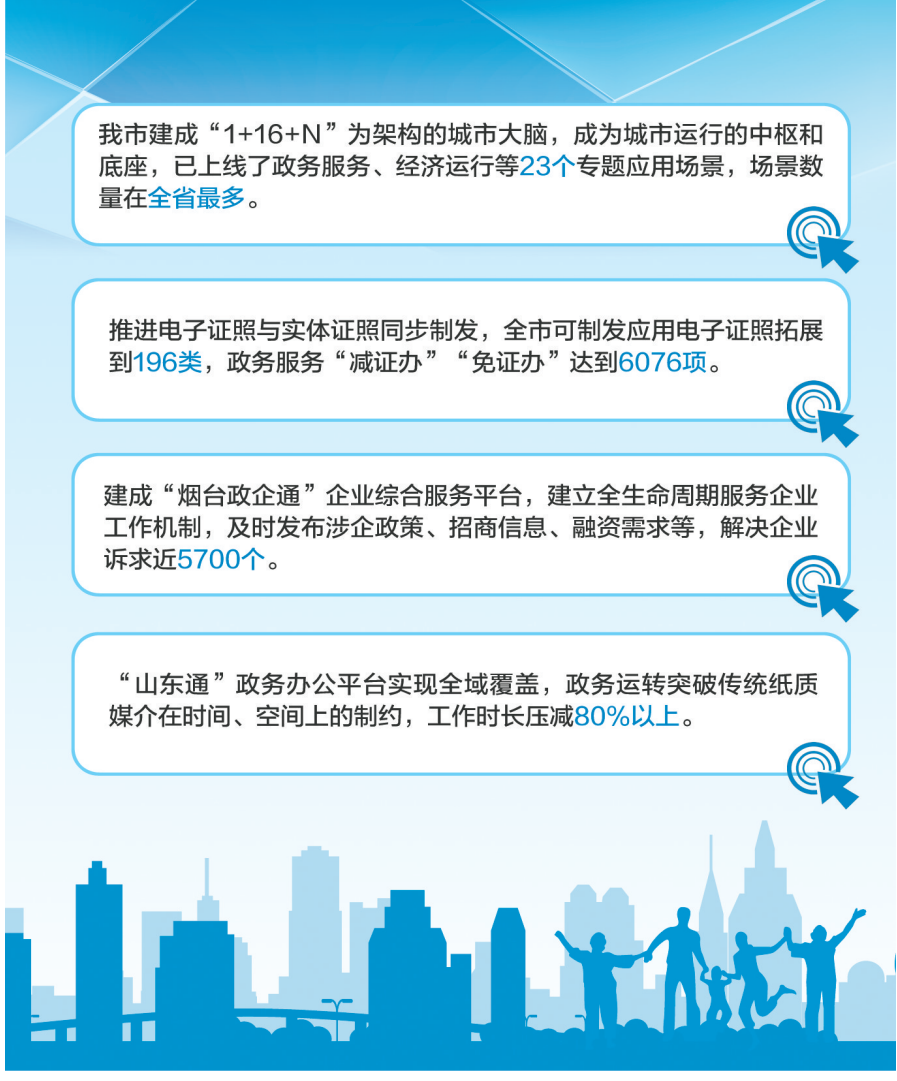 我市建成“1+16+N”为架构的城市大脑，成为城市运行的中枢和
底座，已上线了政务服务、经济运行等23个专题应用场景，场景数
量在全省最多。
推进电子证照与实体证照同步制发，全市可制发应用电子证照拓展
到196类，政务服务“减证办”“免证办”达到6076项。
建成“烟台政企通”企业综合服务平台，建立全生命周期服务企业
工作机制，及时发布涉企政策、招商信息、融资需求等，解决企业
诉求近5700个。
“山东通”政务办公平台实现全域覆盖，政务运转突破传统纸质
媒介在时间、空间上的制约，工作时长压减80%以上。